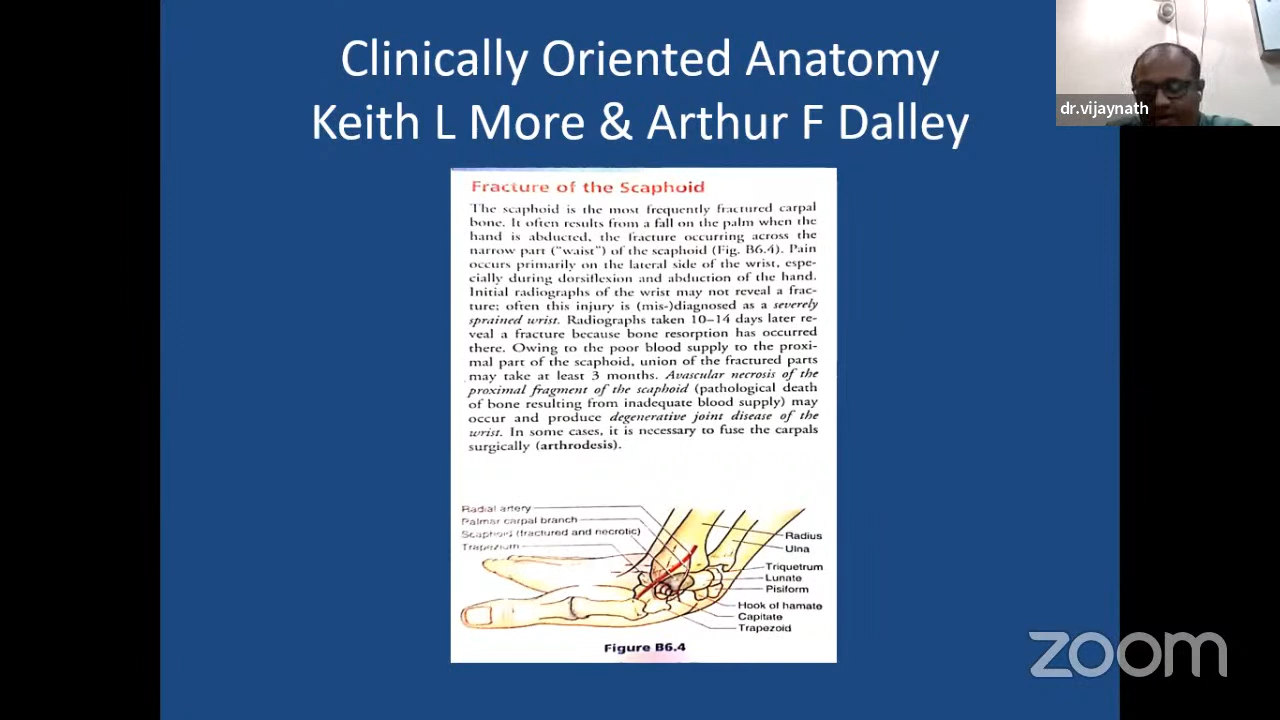 Clinically Oriented Anatomy
Keith L More & Arthur F Dalley
dr.vijaynath
Fracture of the Scaphoid
The scaphoid is the most frequently fractured carpal
bone. It often results from a fall on the palm when the
hand is abducted, the fracture occurring across the
narrow part ("waist") of the scaphoid (Fig. B6.4). Pain
occurs primarily on the lateral side of the wrist, espe-
cially during dorsiflexion and abduction of the hand.
Initial radiographs of the wrist may not reveal a frac-
ture; often this injury is (mis-)diagnosed as a severely
sprained wrist. Radiographs taken 10–14 days later re-
veal a fracture because bone resorption has occurred
there. Owing to the poor blood supply to the proxi-
mal part of the scaphoid, union of the fractured parts
may take at least 3 months. Avascular necrosis of the
proximal fragment of the scaphoid (pathological death
of bone resulting from inadequate blood supply) may
occur and produce degenerative joint disease of the
wrist. In some cases, it is necessary to fuse the carpals
surgically (arthrodesis).
Radial artery
Palmar carpal branch
Scaphoid (fractured and necrotic)
Trapezium
Radius
Ulna
Triquetrum
Lunate
Pisiform
Hook of hamate
Capitate
Trapezoid
Figure B6.4
zoom